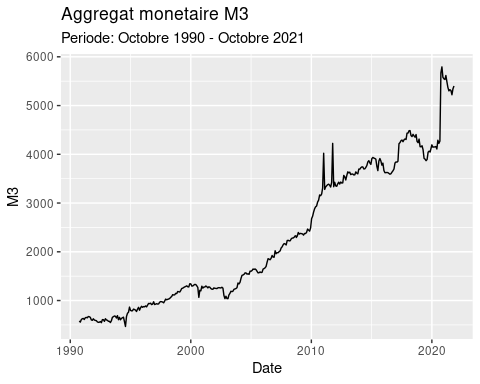 Aggregat monetaire M3
Periode: Octobre 1990 - Octobre 2021
6000
5000
4000
3000
2000
1000
M3
1990
2000
2010
2020
Date